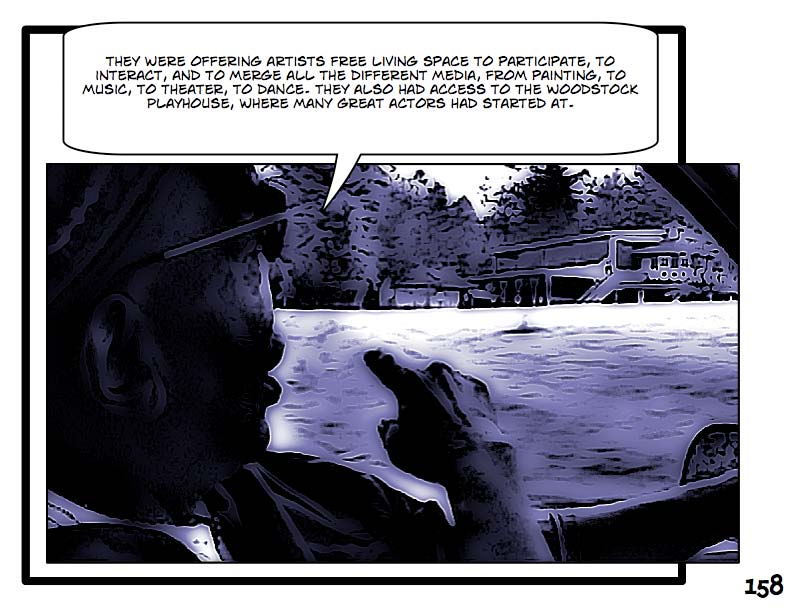 THEY WERE OFFERING ARTISTS FREE LIVING SPACE TO PARTICIPATE, TO
INTERACT, AND TO MERGE ALL THE DIFFERENT MEDIA, FROM PAINTING, TO
MUSIC, TO THEATER, TO DANCE. THEY ALSO HAD ACCESS TO THE WOODSTOCK
PLAYHOUSE, WHERE MANY GREAT ACTORS HAD STARTED AT.
158